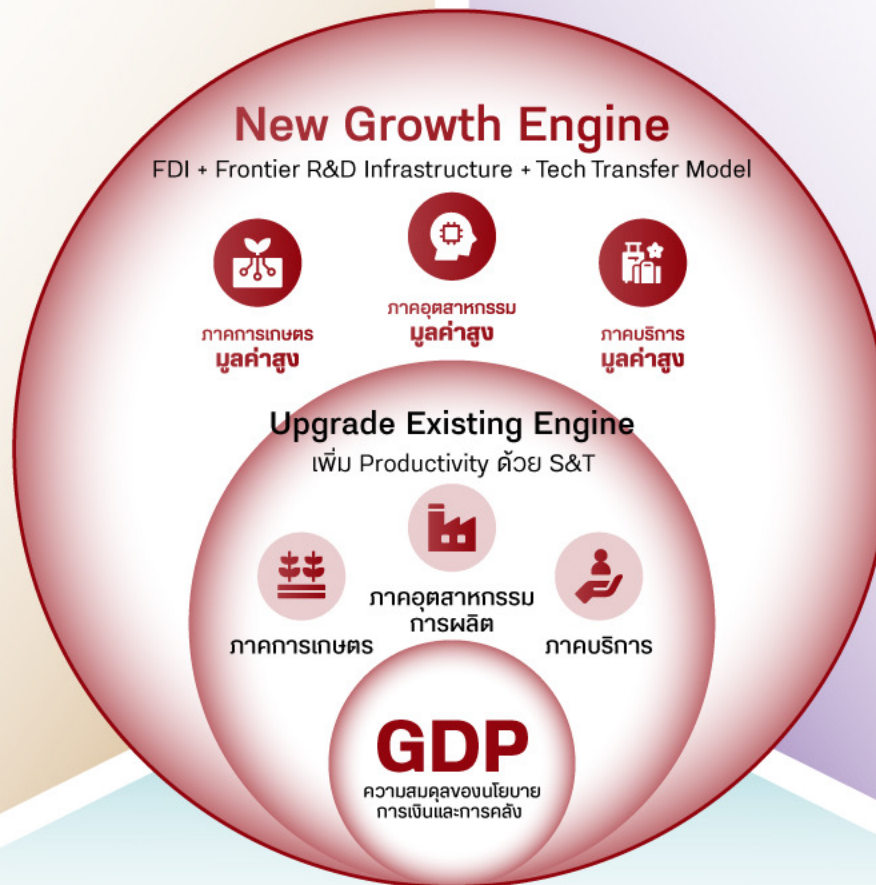 New Growth Engine
FDI + Frontier R&D Infrastructure + Tech Transfer Model
ภาคการเกษตร
มูลค่าสูง
ภาคอุตสาหกรรม
มูลค่าสูง
ภาคบริการ
มูลค่าสูง
Upgrade Existing Engine
เพิ่ม Productivity ด้วย S&T
ภาคการเกษตร
ภาคอุตสาหกรรม
การผลิต
ภาคบริการ
GDP
ความสมดุลของนโยบาย
การเงินและการคลัง